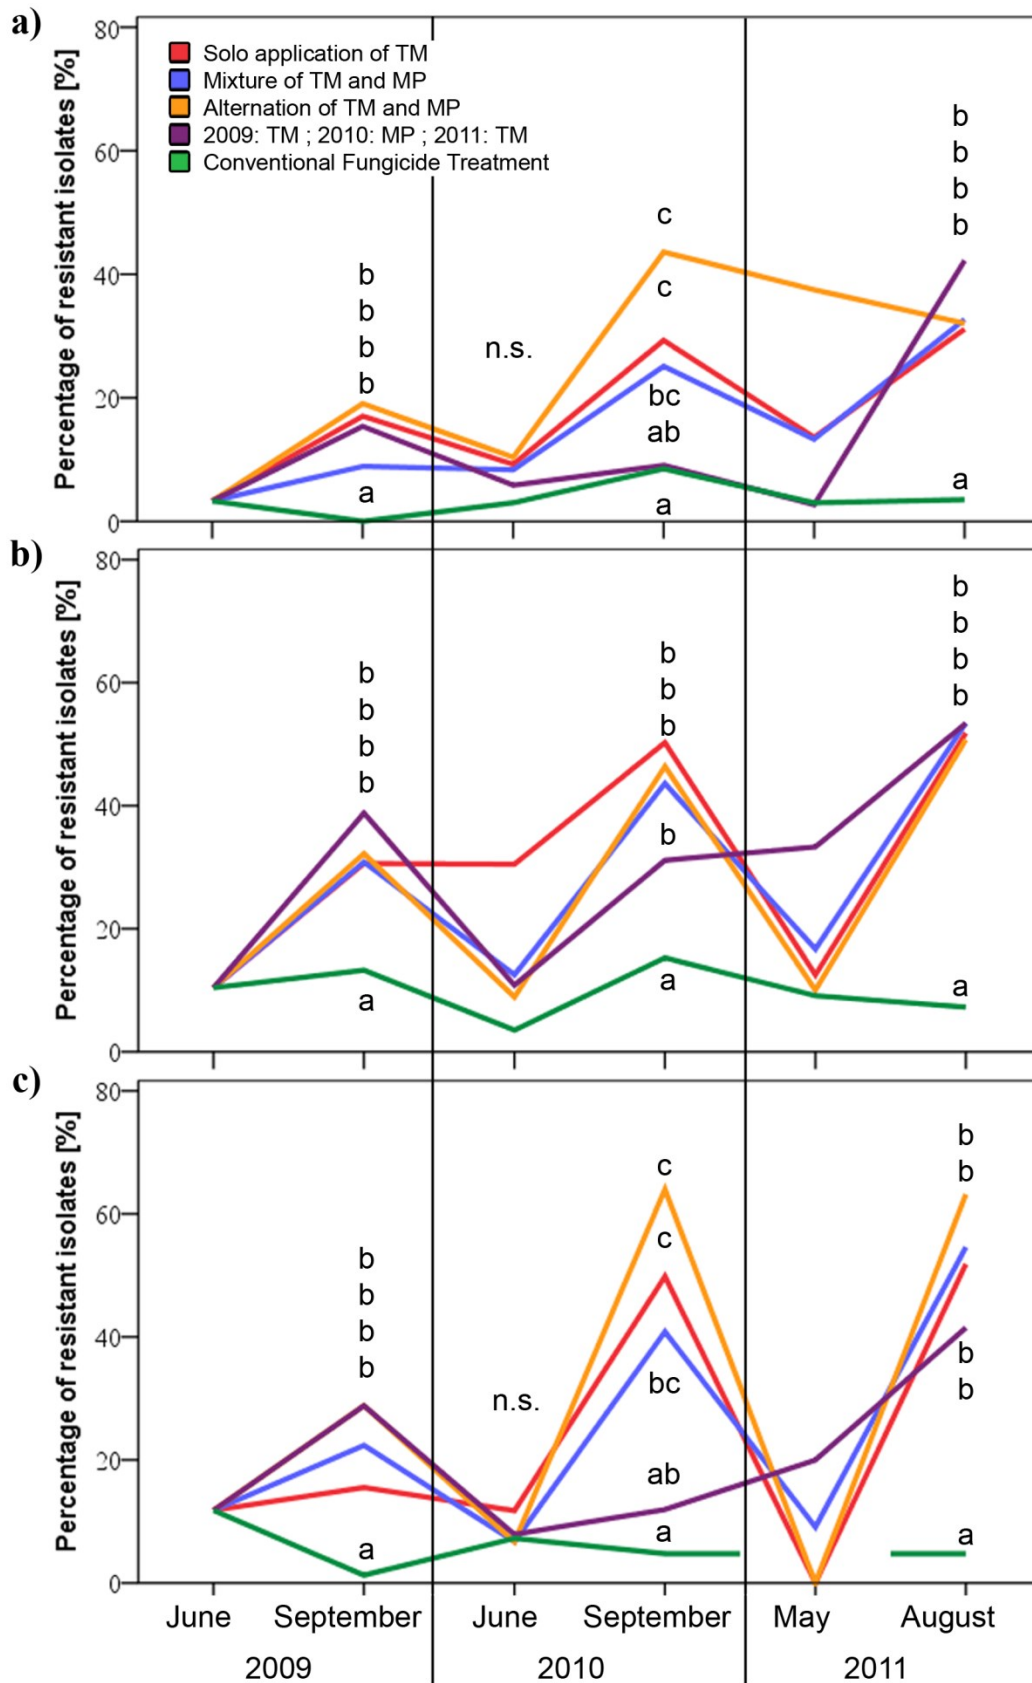 a)
Percentage of resistant isolates [%]
80
60
40
20
0
Solo application of TM
Mixture of TM and MP
Alternation of TM and MP
2009: TM ; 2010: MP ; 2011: TM
Conventional Fungicide Treatment
b
b
b
b
a
n.s.
c
c
bc
ab
a
b
b
b
b
a
b)
Percentage of resistant isolates [%]
80
60
40
20
0
b
b
b
b
a
b
b
b
b
a
b
b
b
b
a
c)
Percentage of resistant isolates [%]
80
60
40
20
0
b
b
b
b
a
n.s.
c
c
bc
ab
a
b
b
b
b
a
June September June September May August
2009 2010 2011